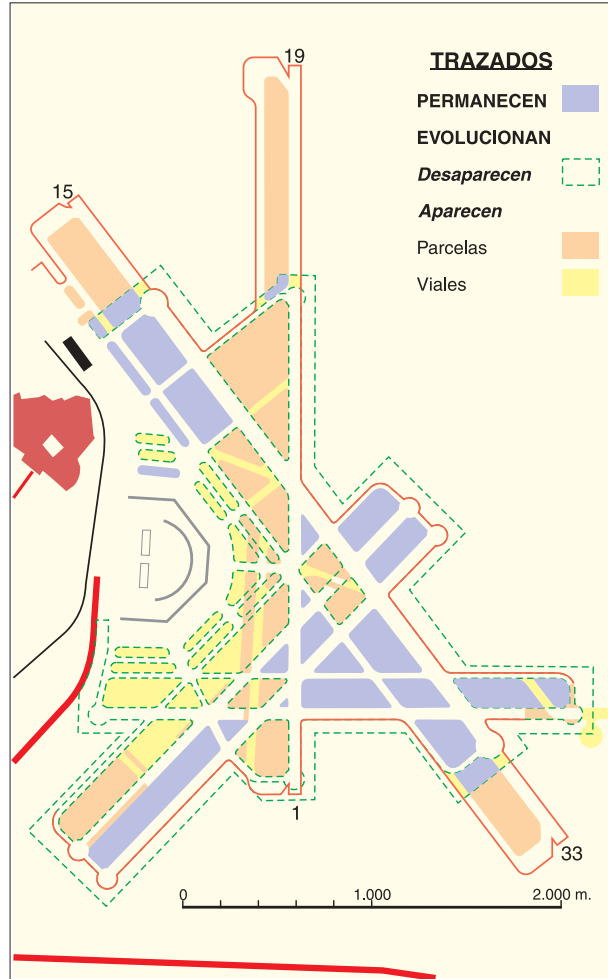 19
TRAZADOS
PERMANECEN
EVOLUCIONAN
Desaparecen
15
Aparecen
Parcelas
Viales
1
33
0 1.000 2.000 m.